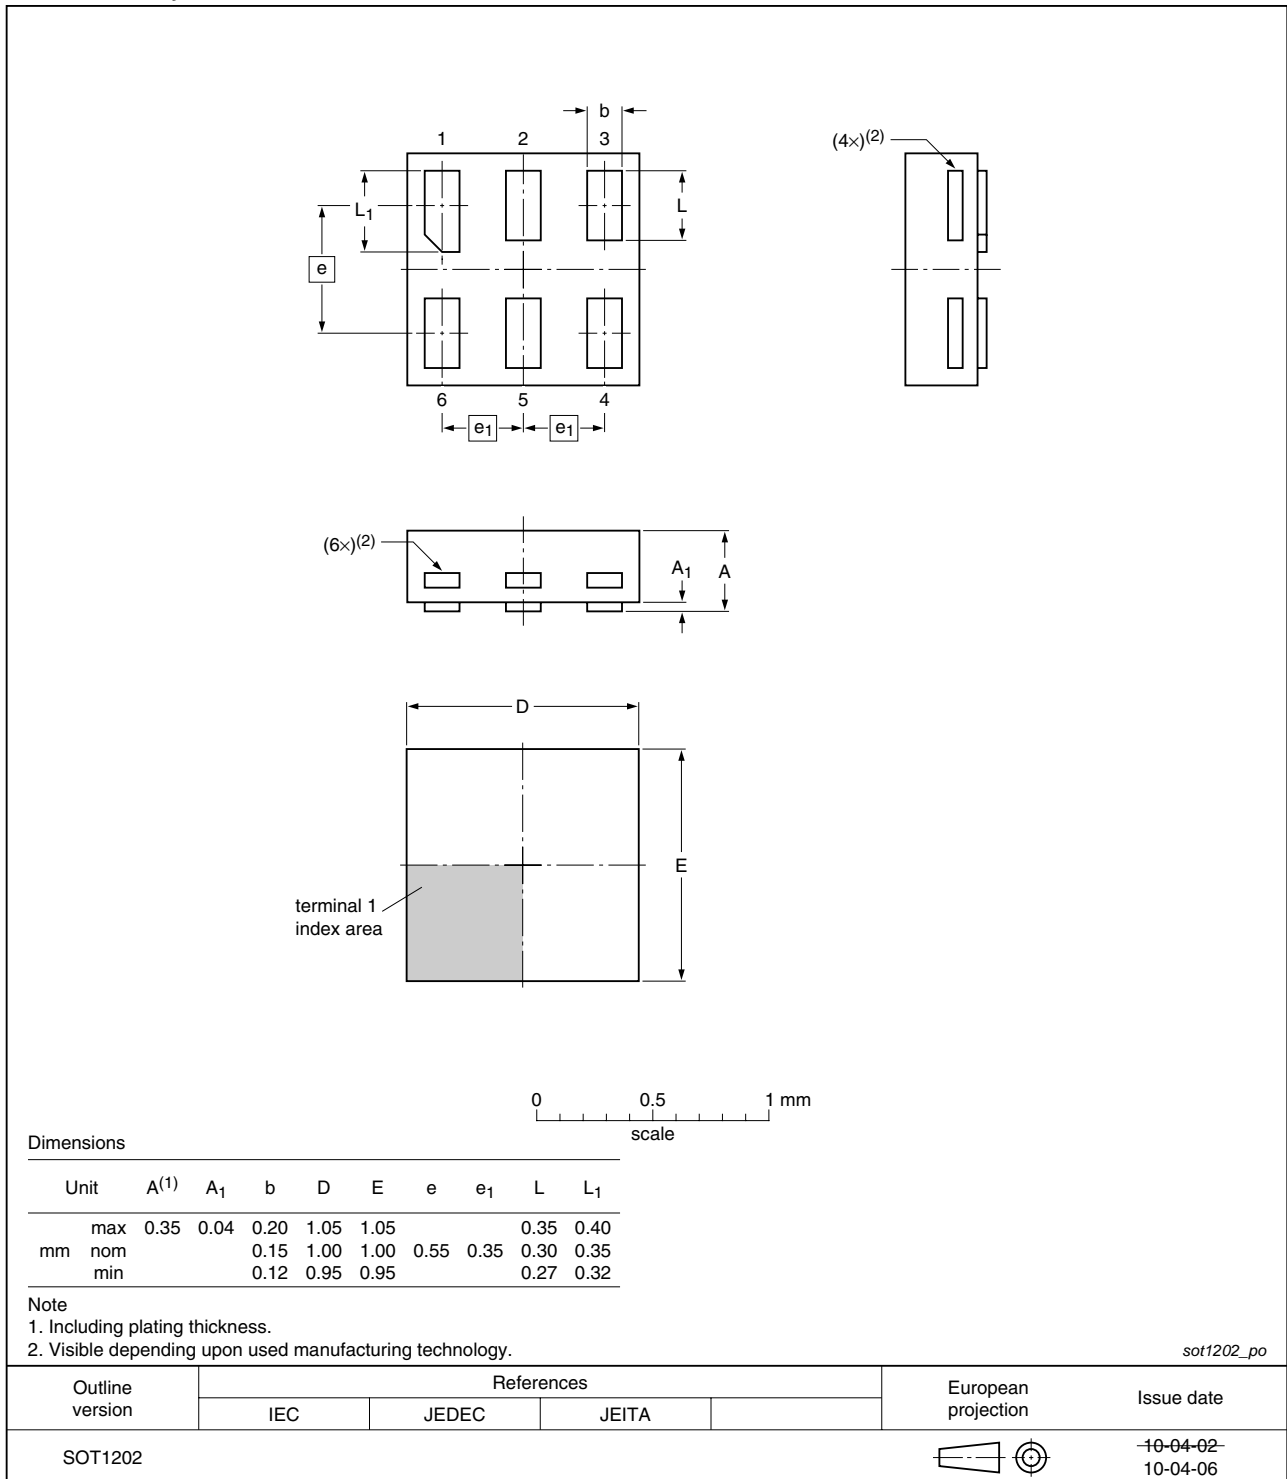 b
1 2 3
(4×)(2)
L1
L
e
6 5 4
e1 e1
(6×)(2)
A1 A
D
E
terminal 1
index area
0 0.5 1 mm
scale
Dimensions
Unit A(1) A1 b D E e e1 L L1
max 0.35 0.04 0.20 1.05 1.05 0.35 0.40
mm nom 0.15 1.00 1.00 0.55 0.35 0.30 0.35
min 0.12 0.95 0.95 0.27 0.32
Note
1. Including plating thickness.
2. Visible depending upon used manufacturing technology.
sot1202_po
Outline version
References
IEC JEDEC JEITA
European projection
Issue date
SOT1202
10-04-02
10-04-06